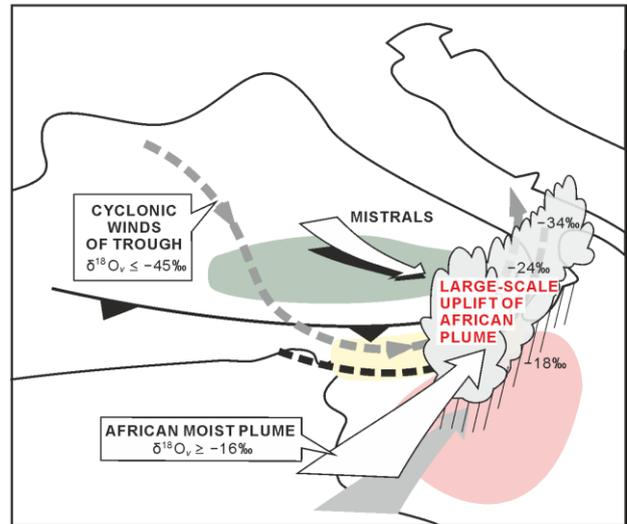 CYCLONIC
WINDS
OF TROUGH
δ¹⁸Oᵥ ≤ −45‰
MISTRALS
−34‰
−24‰
LARGE-SCALE
UPLIFT OF
AFRICAN
PLUME
−18‰
AFRICAN MOIST PLUME
δ¹⁸Oᵥ ≥ −16‰